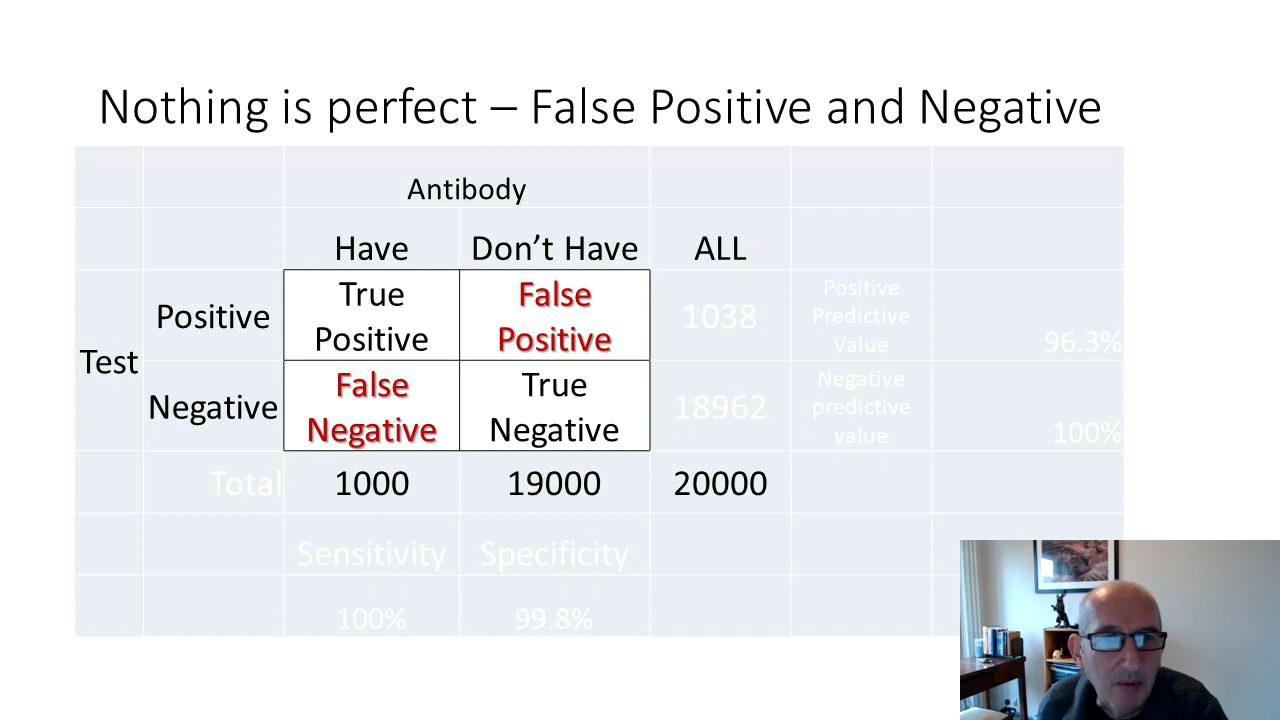 Nothing is perfect – False Positive and Negative
Antibody
Have Don’t Have ALL
Test
Positive
True
Positive
False
Positive
1038
Positive
Predictive
Value
96.3%
Negative
False
Negative
True
Negative
18962
Negative
predictive
value
100%
Total 1000 19000 20000
Sensitivity Specificity
100% 99.8%